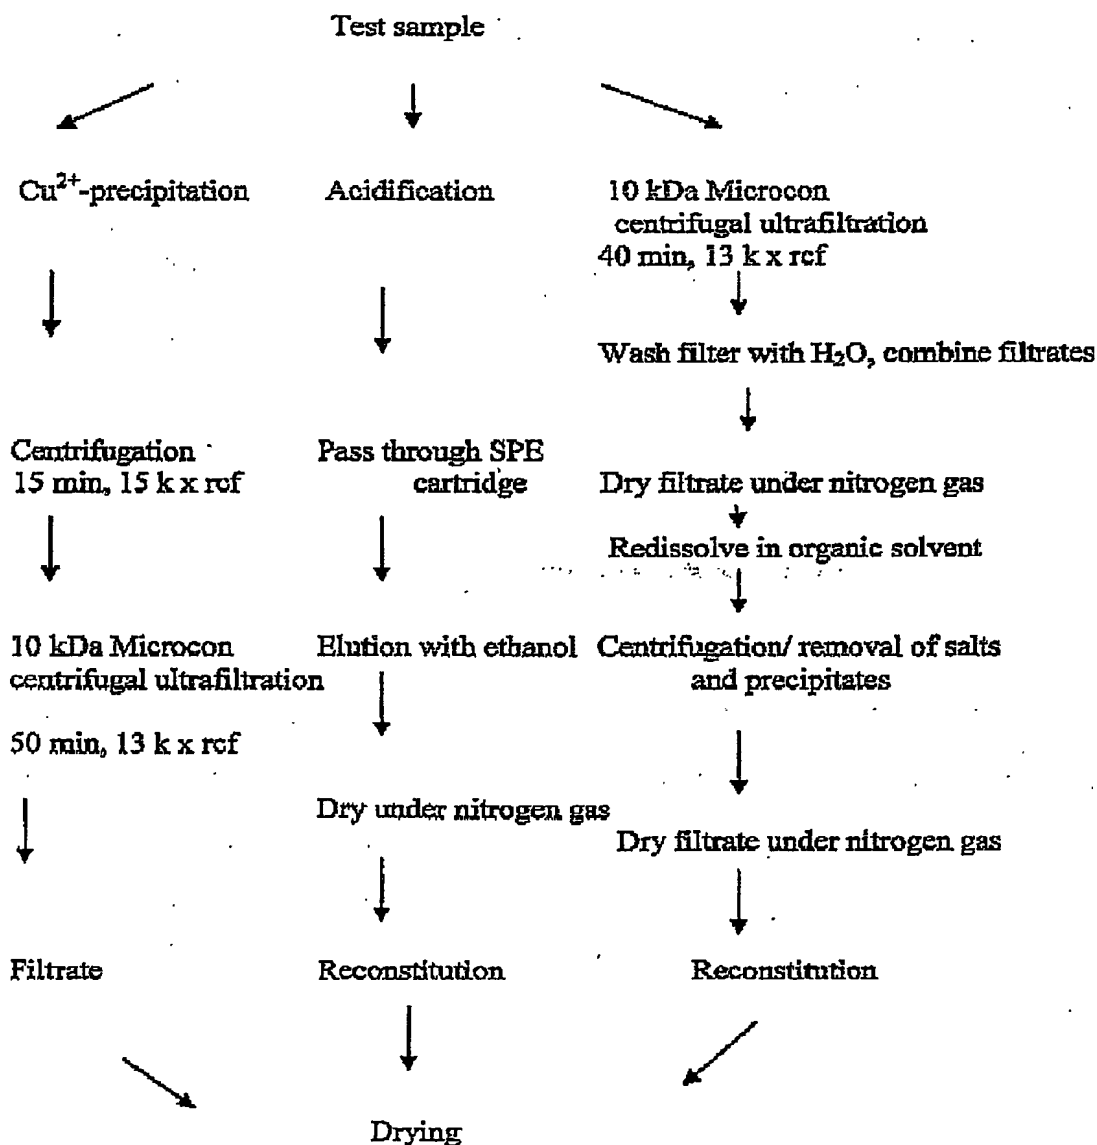 Test sample
Cu²⁺-precipitation
Acidification
10 kDa Microcon
centrifugal ultrafiltration
40 min, 13 k x rcf
Wash filter with H₂O, combine filtrates
Centrifugation
15 min, 15 k x rcf
Pass through SPE
cartridge
Dry filtrate under nitrogen gas
Redissolve in organic solvent
10 kDa Microcon
centrifugal ultrafiltration
50 min, 13 k x rcf
Elution with ethanol
Centrifugation/ removal of salts
and precipitates
Dry under nitrogen gas
Dry filtrate under nitrogen gas
Filtrate
Reconstitution
Reconstitution
Drying